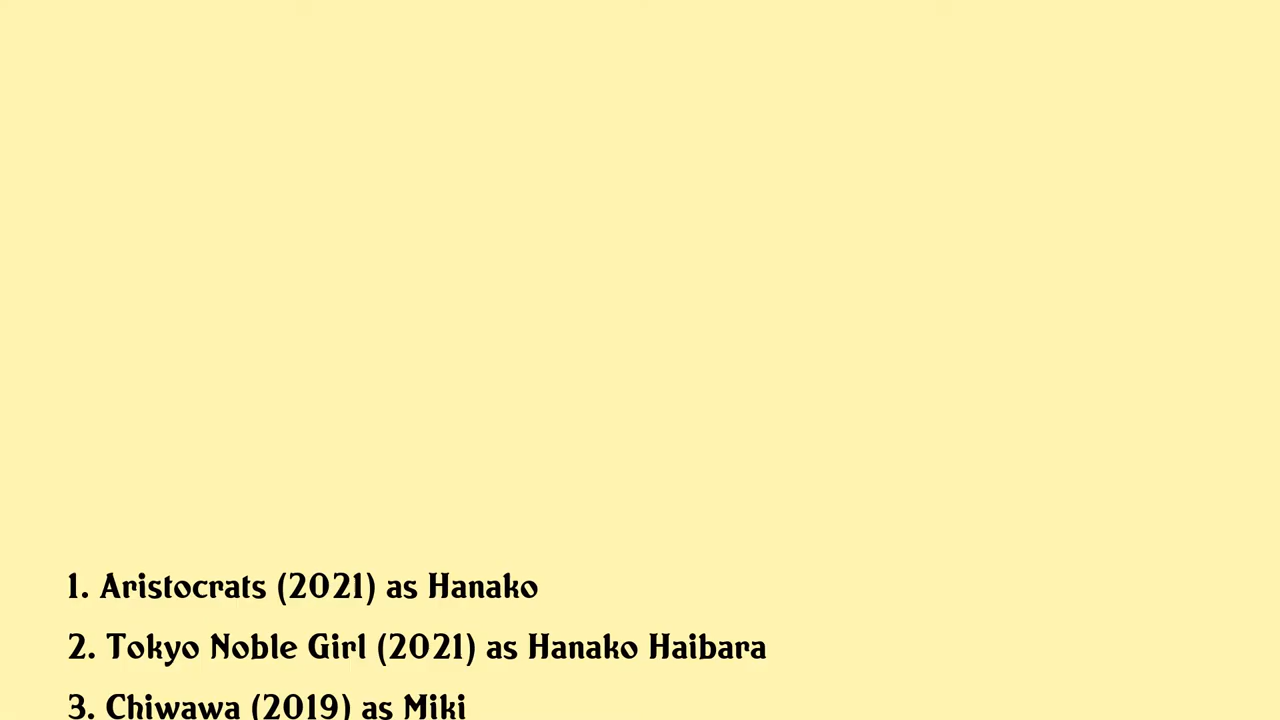 1. Aristocrats (2021) as Hanako
2. Tokyo Noble Girl (2021) as Hanako Haibara
3. Chiwawa (2019) as Miki